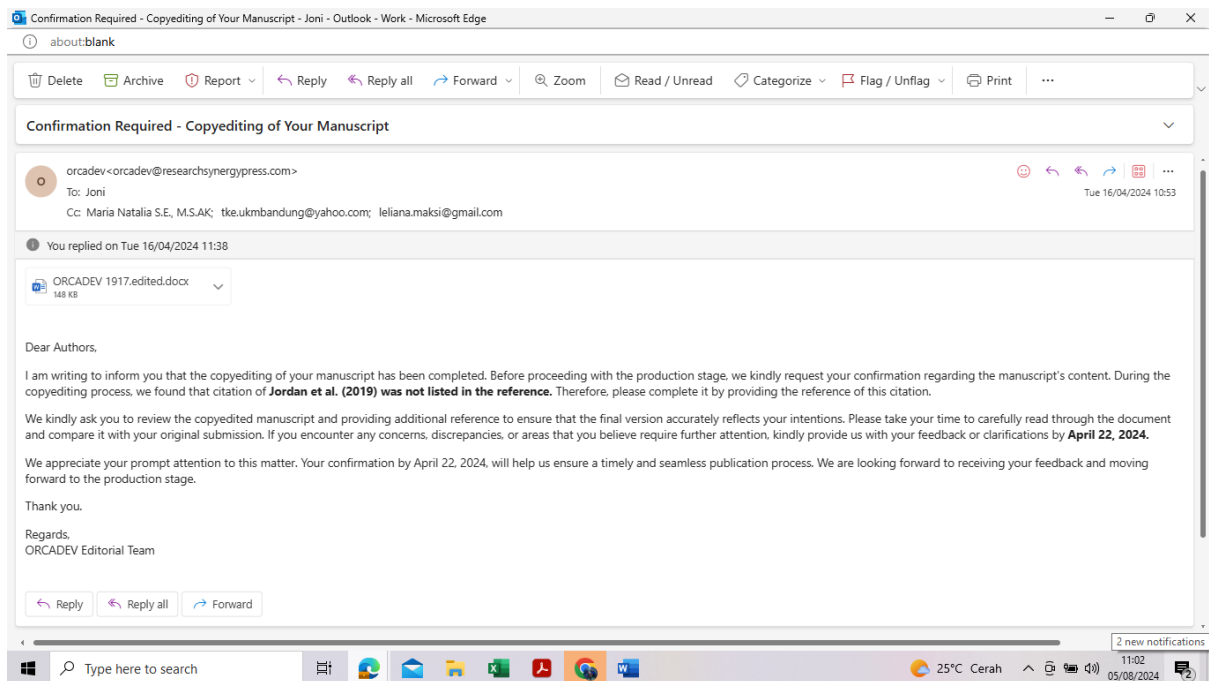 Confirmation Required - Copyediting of Your Manuscript - Joni - Outlook - Work - Microsoft Edge
about:blank
Delete Archive Report Reply Reply all Forward Zoom Read / Unread Categorize Flag / Unflag Print ...
Confirmation Required - Copyediting of Your Manuscript
O
orcadev<orcadev@researchsynergypress.com>
To: Joni
Tue 16/04/2024 10:53
Cc: Maria Natalia S.E., M.S.AK; tke.ukmbandung@yahoo.com; leliana.maksi@gmail.com
You replied on Tue 16/04/2024 11:38
ORCADEV 1917.edited.docx
148 KB
Dear Authors,
I am writing to inform you that the copyediting of your manuscript has been completed. Before proceeding with the production stage, we kindly request your confirmation regarding the manuscript's content. During the
copyediting process, we found that citation of Jordan et al. (2019) was not listed in the reference. Therefore, please complete it by providing the reference of this citation.
We kindly ask you to review the copyedited manuscript and providing additional reference to ensure that the final version accurately reflects your intentions. Please take your time to carefully read through the document
and compare it with your original submission. If you encounter any concerns, discrepancies, or areas that you believe require further attention, kindly provide us with your feedback or clarifications by April 22, 2024.
We appreciate your prompt attention to this matter. Your confirmation by April 22, 2024, will help us ensure a timely and seamless publication process. We are looking forward to receiving your feedback and moving
forward to the production stage.
Thank you.
Regards,
ORCADEV Editorial Team
Reply Reply all Forward
2 new notifications
Type here to search
25°C Cerah
11:02
05/08/2024
2